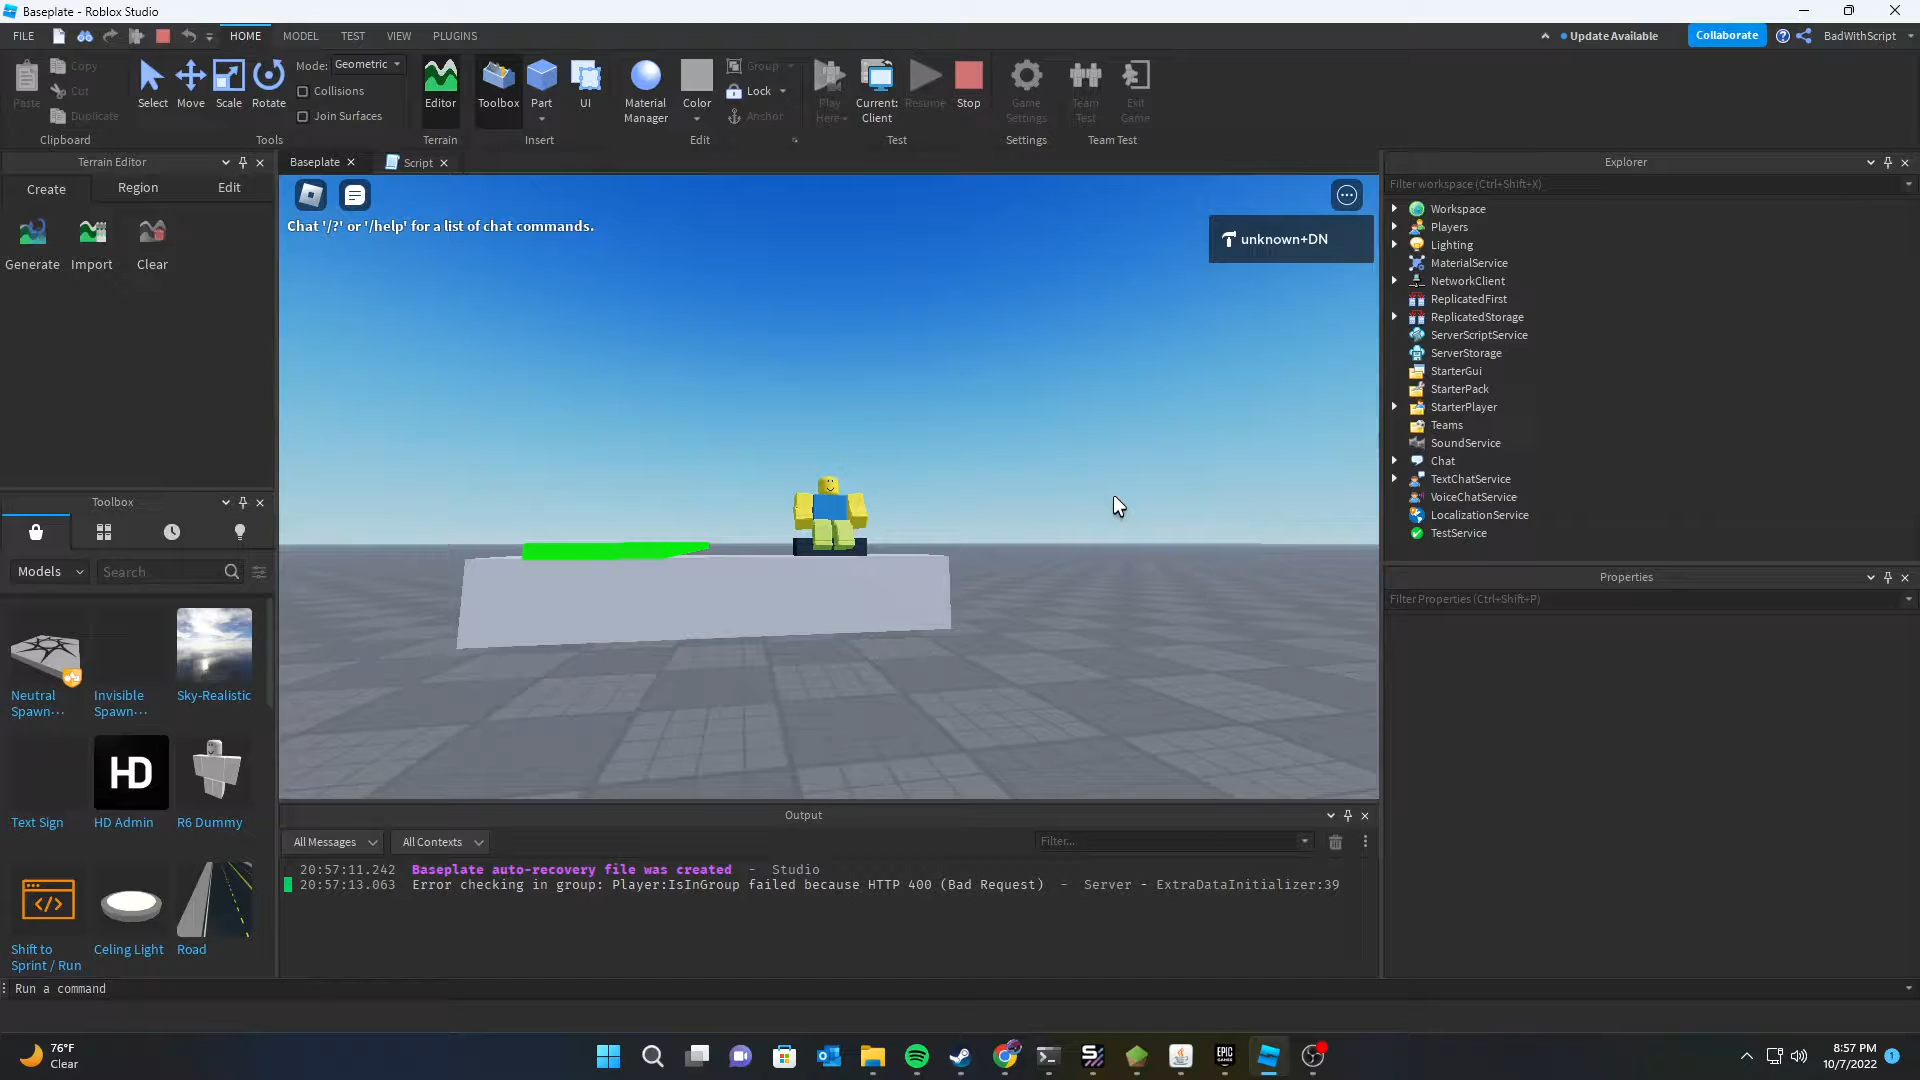 Baseplate - Roblox Studio
FILE HOME MODEL TEST VIEW PLUGINS Update Available Collaborate BadWithScript
Paste Copy Cut Duplicate
Clipboard
Select Move Scale Rotate
Mode: Geometric
Collisions
Join Surfaces
Tools
Editor
Terrain
Toolbox Part UI
Insert
Material Manager Color
Group
Lock
Anchor
Edit
Play Here Current: Client Resume Stop
Test
Game Settings
Settings
Team Test Exit Game
Team Test
Terrain Editor
Create Region Edit
Generate Import Clear
Baseplate Script
Chat '/?' or '/help' for a list of chat commands.
unknown+DN
Toolbox
Models Search
Neutral Spawn...
Invisible Spawn...
Sky-Realistic
HD
Text Sign HD Admin R6 Dummy
Shift to Sprint / Run
Celing Light Road
Output
All Messages All Contexts Filter...
20:57:11.242 Baseplate auto-recovery file was created - Studio
20:57:13.063 Error checking in group: Player:IsInGroup failed because HTTP 400 (Bad Request) - Server - ExtraDataInitializer:39
Explorer
Filter workspace (Ctrl+Shift+X)
Workspace
Players
Lighting
MaterialService
NetworkClient
ReplicatedFirst
ReplicatedStorage
ServerScriptService
ServerStorage
StarterGui
StarterPack
StarterPlayer
Teams
SoundService
Chat
TextChatService
VoiceChatService
LocalizationService
TestService
Properties
Filter Properties (Ctrl+Shift+P)
Run a command
76°F
Clear
EPIC GAMES
8:57 PM
10/7/2022
1